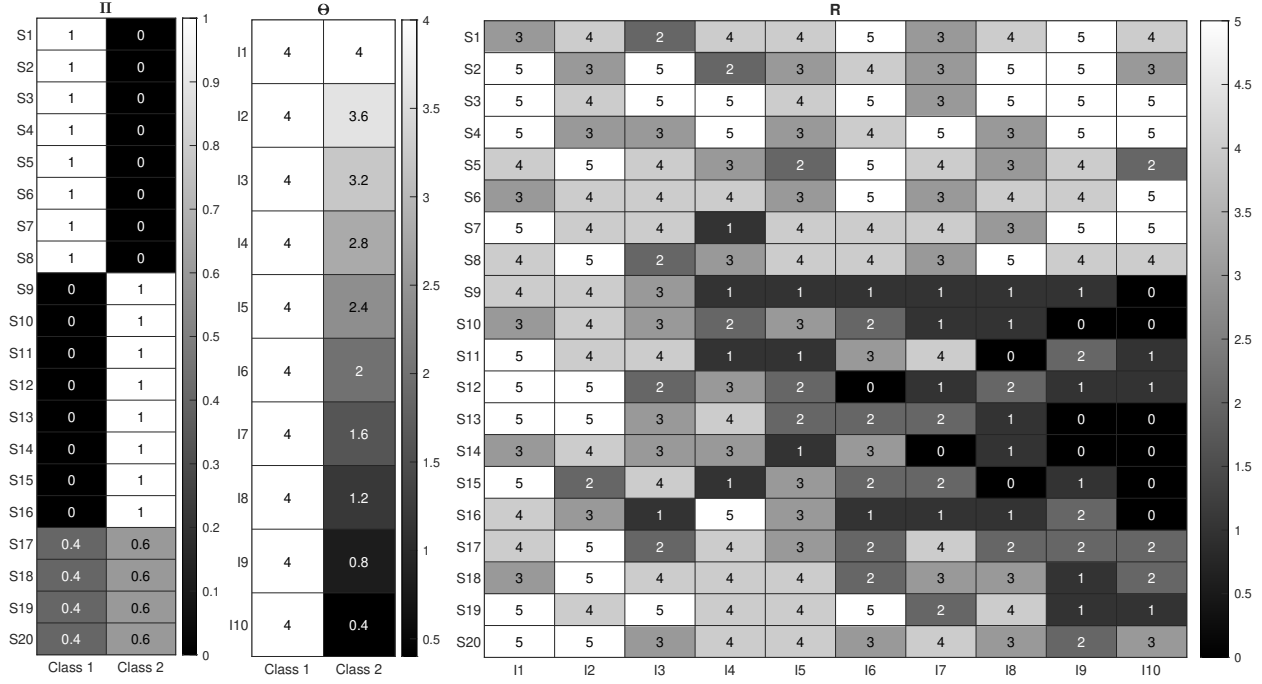 Π
S1 1 0
S2 1 0
S3 1 0
S4 1 0
S5 1 0
S6 1 0
S7 1 0
S8 1 0
S9 0 1
S10 0 1
S11 0 1
S12 0 1
S13 0 1
S14 0 1
S15 0 1
S16 0 1
S17 0.4 0.6
S18 0.4 0.6
S19 0.4 0.6
S20 0.4 0.6
Class 1 Class 2
1
0.9
0.8
0.7
0.6
0.5
0.4
0.3
0.2
0.1
0
Θ
I1 4 4
I2 4 3.6
I3 4 3.2
I4 4 2.8
I5 4 2.4
I6 4 2
I7 4 1.6
I8 4 1.2
I9 4 0.8
I10 4 0.4
Class 1 Class 2
4
3.5
3
2.5
2
1.5
1
0.5
R
S1 3 4 2 4 4 5 3 4 5 4
S2 5 3 5 2 3 4 3 5 5 3
S3 5 4 5 5 4 5 3 5 5 5
S4 5 3 3 5 3 4 5 3 5 5
S5 4 5 4 3 2 5 4 3 4 2
S6 3 4 4 4 3 5 3 4 4 5
S7 5 4 4 1 4 4 4 3 5 5
S8 4 5 2 3 4 4 3 5 4 4
S9 4 4 3 1 1 1 1 1 1 0
S10 3 4 3 2 3 2 1 1 0 0
S11 5 4 4 1 1 3 4 0 2 1
S12 5 5 2 3 2 0 1 2 1 1
S13 5 5 3 4 2 2 2 1 0 0
S14 3 4 3 3 1 3 0 1 0 0
S15 5 2 4 1 3 2 2 0 1 0
S16 4 3 1 5 3 1 1 1 2 0
S17 4 5 2 4 3 2 4 2 2 2
S18 3 5 4 4 4 2 3 3 1 2
S19 5 4 5 4 4 5 2 4 1 1
S20 5 5 3 4 4 3 4 3 2 3
I1 I2 I3 I4 I5 I6 I7 I8 I9 I10
5
4.5
4
3.5
3
2.5
2
1.5
1
0.5
0